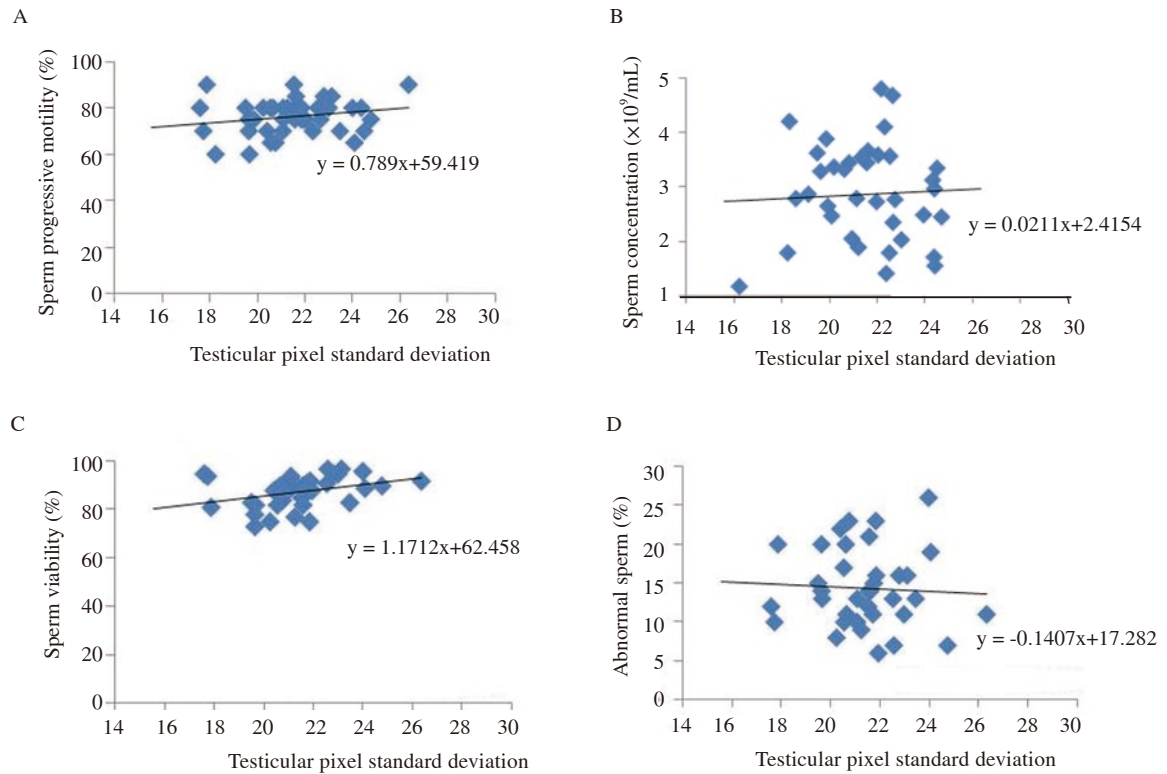 A
Sperm progressive motility (%)
100
80
60
40
20
0
14 16 18 20 22 24 26 28 30
y = 0.789x+59.419
Testicular pixel standard deviation
B
Sperm concentration (×10⁹/mL)
5
4
3
2
1
14 16 18 20 22 24 26 28 30
y = 0.0211x+2.4154
Testicular pixel standard deviation
C
Sperm viability (%)
100
80
60
40
20
0
14 16 18 20 22 24 26 28 30
y = 1.1712x+62.458
Testicular pixel standard deviation
D
Abnormal sperm (%)
30
25
20
15
10
5
0
14 16 18 20 22 24 26 28 30
y = -0.1407x+17.282
Testicular pixel standard deviation